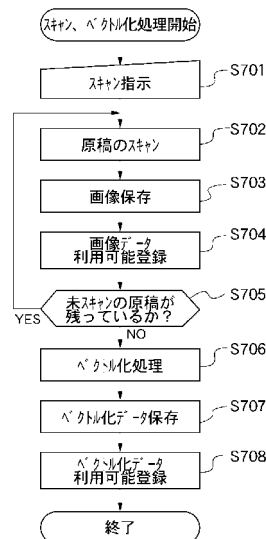 スキャン、ベクトル化処理開始
スキャン指示
S701
原稿のスキャン
S702
画像保存
S703
画像データ
利用可能登録
S704
未スキャンの原稿が
残っているか?
S705
YES
NO
ベクトル化処理
S706
ベクトル化データ保存
S707
ベクトル化データ
利用可能登録
S708
終了